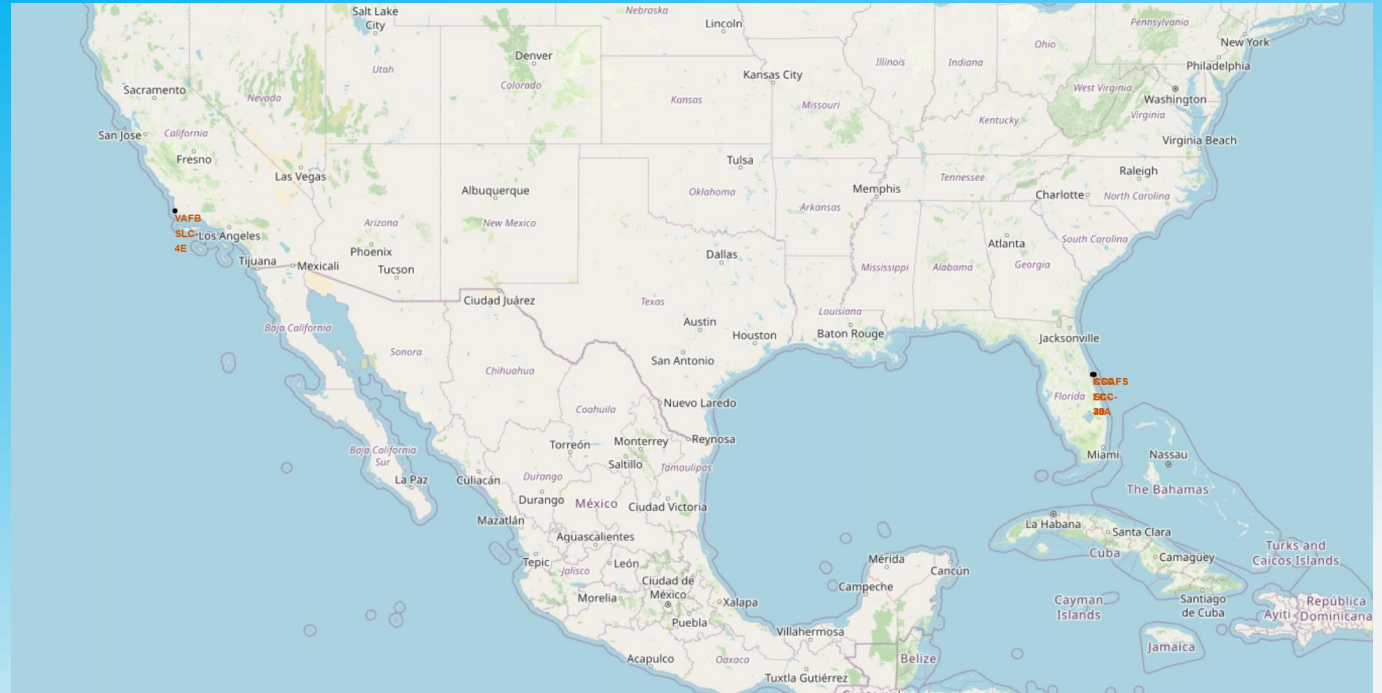 Salt Lake
City
Nebraska
Lincoln
Pennsylvania
New York
Denver
Utah
Colorado
Kansas City
Illinois
Indiana
Ohio
Philadelphia
Sacramento
Nevada
Kansas
Missouri
West Virginia
Washington
Virginia
Kentucky
San Jose
California
Virginia Beach
Fresno
Las Vegas
Tulsa
Raleigh
Tennessee
Albuquerque
Oklahoma
Memphis
Charlotte
North Carolina
Arkansas
VAFB
SLC-
4E
Los Angeles
Arizona
New Mexico
Phoenix
Atlanta
South Carolina
Tijuana
Mexicali
Tucson
Dallas
Mississippi
Alabama
Georgia
Ciudad Juárez
Texas
Louisiana
Austin
Houston
Baton Rouge
Jacksonville
Baja California
Sonora
San Antonio
Chihuahua
Florida
Coahuila
Nuevo Laredo
Torreón
Monterrey
Reynosa
Baja California
Sur
Saltillo
Tamaulipas
Miami
Nassau
La Paz
Culiacán
Durango
The Bahamas
Durango
México
Ciudad Victoria
Mazatlán
La Habana
Santa Clara
Aguascalientes
Cuba
Camagüey
Turks and
Caicos Islands
Tepic
Jalisco
León
Mérida
Cancún
Ciudad de
México
Campeche
Morelia
Xalapa
Cayman
Islands
Santiago
de Cuba
Ayiti
República
Dominicana
Puebla
Villahermosa
Jamaica
Acapulco
Oaxaca
Belize
Tuxtla Gutiérrez